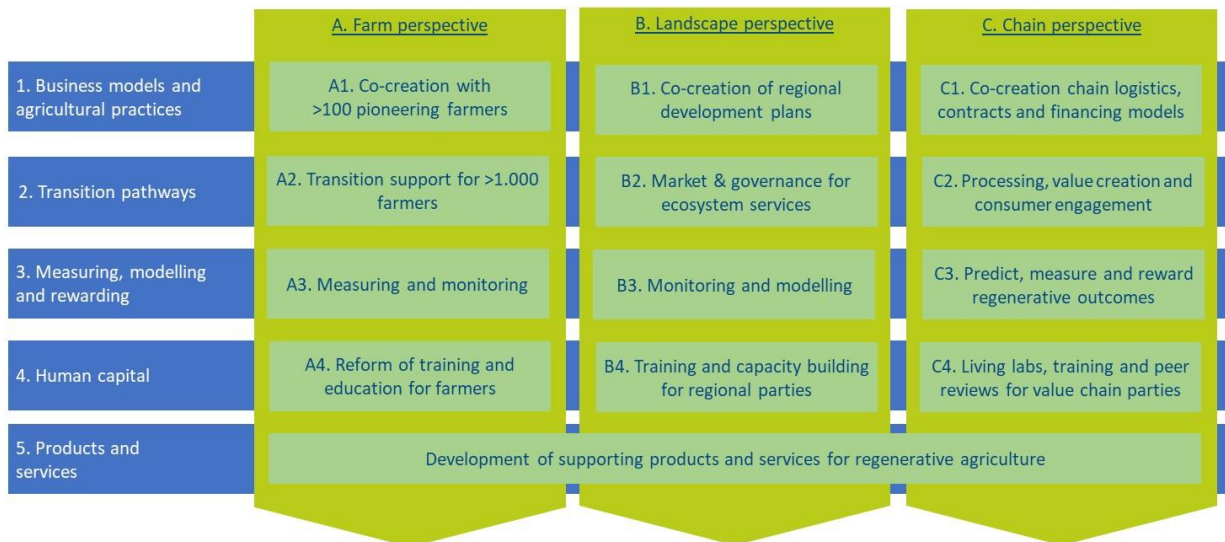 A. Farm perspective
B. Landscape perspective
C. Chain perspective
1. Business models and
agricultural practices
A1. Co-creation with
>100 pioneering farmers
B1. Co-creation of regional
development plans
C1. Co-creation chain logistics,
contracts and financing models
2. Transition pathways
A2. Transition support for >1.000
farmers
B2. Market & governance for
ecosystem services
C2. Processing, value creation and
consumer engagement
3. Measuring, modelling
and rewarding
A3. Measuring and monitoring
B3. Monitoring and modelling
C3. Predict, measure and reward
regenerative outcomes
4. Human capital
A4. Reform of training and
education for farmers
B4. Training and capacity building
for regional parties
C4. Living labs, training and peer
reviews for value chain parties
5. Products and
services
Development of supporting products and services for regenerative agriculture